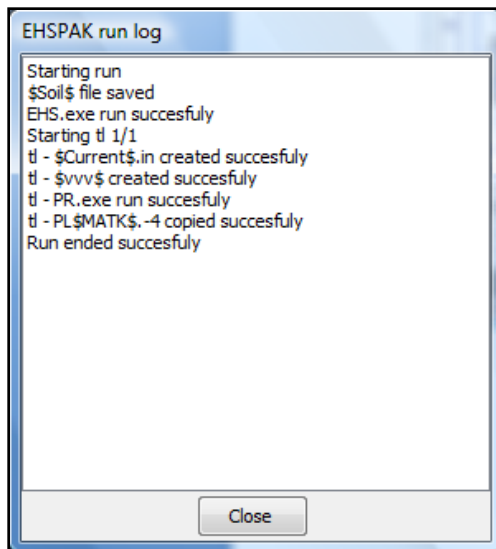 EHSPAK run log
Starting run
$Soil$ file saved
EHS.exe run succesfuly
Starting tl 1/1
tl - $Current$.in created succesfuly
tl - $vvv$ created succesfuly
tl - PR.exe run succesfuly
tl - PL$MATK$.-4 copied succesfuly
Run ended succesfuly
Close